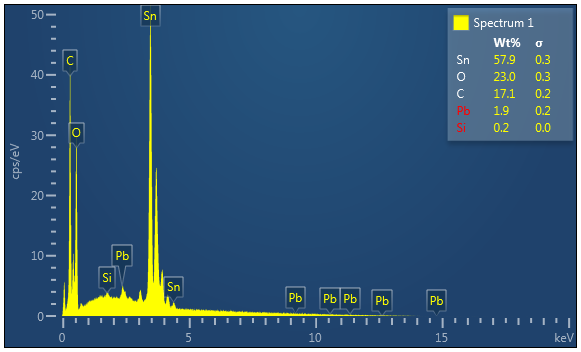 50
40
30
20
10
0
cps/eV
C
O
Sn
Si
Pb
Sn
Pb
Pb
Pb
Pb
Pb
0
5
10
15
keV
Spectrum 1
Wt% σ
Sn 57.9 0.3
O 23.0 0.3
C 17.1 0.2
Pb 1.9 0.2
Si 0.2 0.0